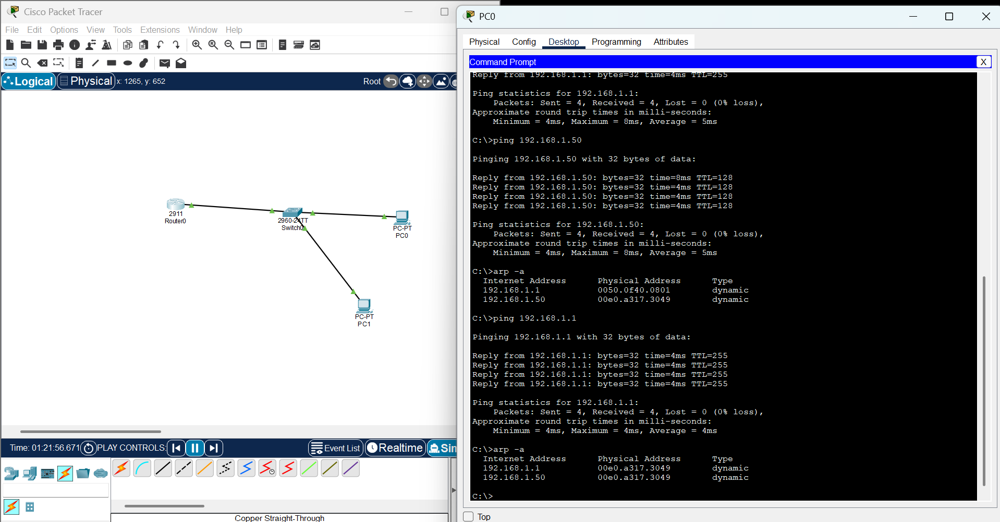 Cisco Packet Tracer
File Edit Options View Tools Extensions Window Help
Logical Physical x: 1265, y: 652
Root
2911
Router0
2960-24TT
Switch0
PC-PT
PC0
PC-PT
PC1
Time: 01:21:56.671 PLAY CONTROLS:
Event List Realtime Sim
Copper Straight-Through
PC0
Physical Config Desktop Programming Attributes
Command Prompt
X
Reply from 192.168.1.1: bytes=32 time=4ms TTL=255
Ping statistics for 192.168.1.1:
Packets: Sent = 4, Received = 4, Lost = 0 (0% loss),
Approximate round trip times in milli-seconds:
Minimum = 4ms, Maximum = 8ms, Average = 5ms
C:\>ping 192.168.1.50
Pinging 192.168.1.50 with 32 bytes of data:
Reply from 192.168.1.50: bytes=32 time=8ms TTL=128
Reply from 192.168.1.50: bytes=32 time=4ms TTL=128
Reply from 192.168.1.50: bytes=32 time=4ms TTL=128
Reply from 192.168.1.50: bytes=32 time=4ms TTL=128
Ping statistics for 192.168.1.50:
Packets: Sent = 4, Received = 4, Lost = 0 (0% loss),
Approximate round trip times in milli-seconds:
Minimum = 4ms, Maximum = 8ms, Average = 5ms
C:\>arp -a
Internet Address Physical Address Type
192.168.1.1 0050.0f40.0801 dynamic
192.168.1.50 00e0.a317.3049 dynamic
C:\>ping 192.168.1.1
Pinging 192.168.1.1 with 32 bytes of data:
Reply from 192.168.1.1: bytes=32 time=4ms TTL=255
Reply from 192.168.1.1: bytes=32 time=4ms TTL=255
Reply from 192.168.1.1: bytes=32 time=4ms TTL=255
Reply from 192.168.1.1: bytes=32 time=4ms TTL=255
Ping statistics for 192.168.1.1:
Packets: Sent = 4, Received = 4, Lost = 0 (0% loss),
Approximate round trip times in milli-seconds:
Minimum = 4ms, Maximum = 4ms, Average = 4ms
C:\>arp -a
Internet Address Physical Address Type
192.168.1.1 00e0.a317.3049 dynamic
192.168.1.50 00e0.a317.3049 dynamic
C:\>
Top